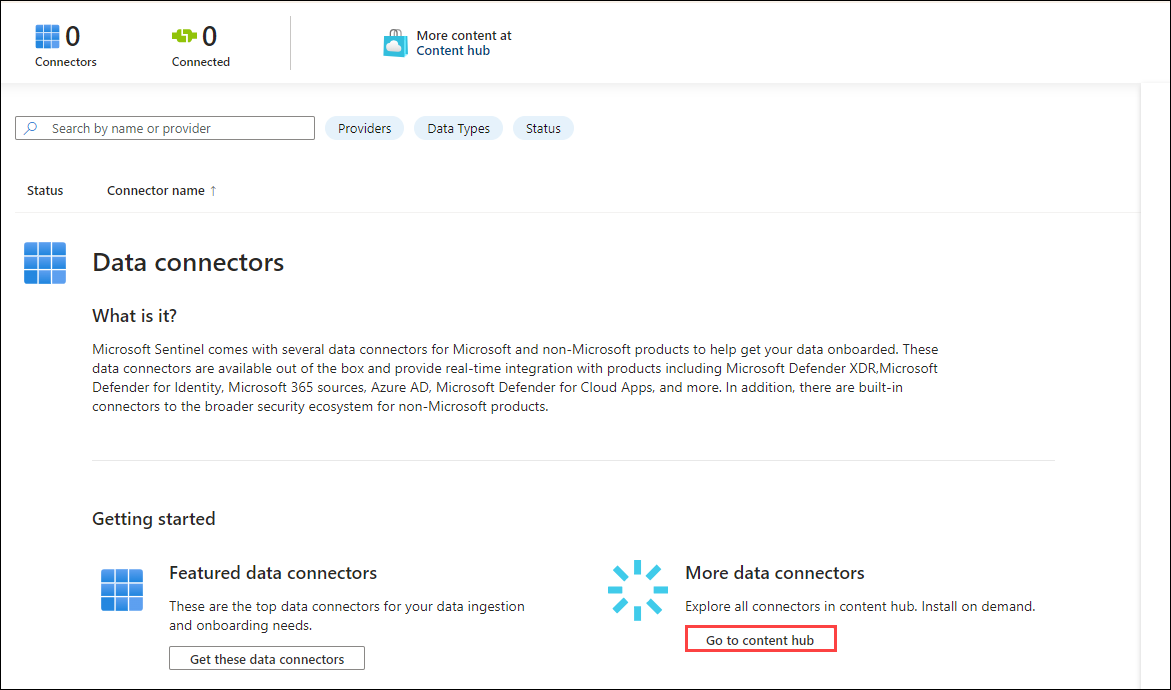 0
Connectors
0
Connected
More content at
Content hub
Search by name or provider
Providers
Data Types
Status
Status
Connector name ↑
Data connectors
What is it?
Microsoft Sentinel comes with several data connectors for Microsoft and non-Microsoft products to help get your data onboarded. These
data connectors are available out of the box and provide real-time integration with products including Microsoft Defender XDR,Microsoft
Defender for Identity, Microsoft 365 sources, Azure AD, Microsoft Defender for Cloud Apps, and more. In addition, there are built-in
connectors to the broader security ecosystem for non-Microsoft products.
Getting started
Featured data connectors
These are the top data connectors for your data ingestion
and onboarding needs.
Get these data connectors
More data connectors
Explore all connectors in content hub. Install on demand.
Go to content hub